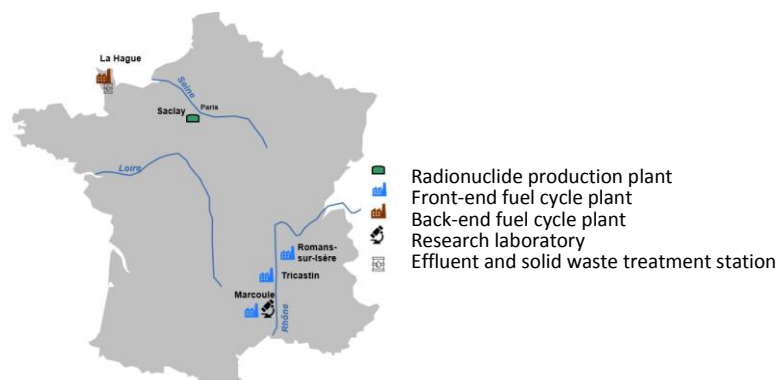 La Hague
Seine
Paris
Saclay
Loire
Romans-
sur-Isère
Tricastin
Marcoule
Rhône
Radionuclide production plant
Front-end fuel cycle plant
Back-end fuel cycle plant
Research laboratory
Effluent and solid waste treatment station